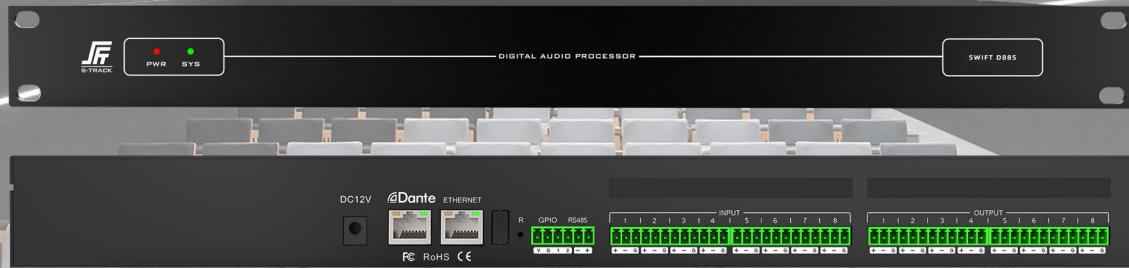 S-TRACK
PWR SYS
DIGITAL AUDIO PROCESSOR
SWIFT D885
DC12V
Dante
ETHERNET
FC RoHS CE
R
GPIO RS485
V G 1 2 - +
INPUT
1 2 3 4 5 6 7 8
+ - G + - G + - G + - G + - G + - G + - G + - G
OUTPUT
1 2 3 4 5 6 7 8
+ - G + - G + - G + - G + - G + - G + - G + - G